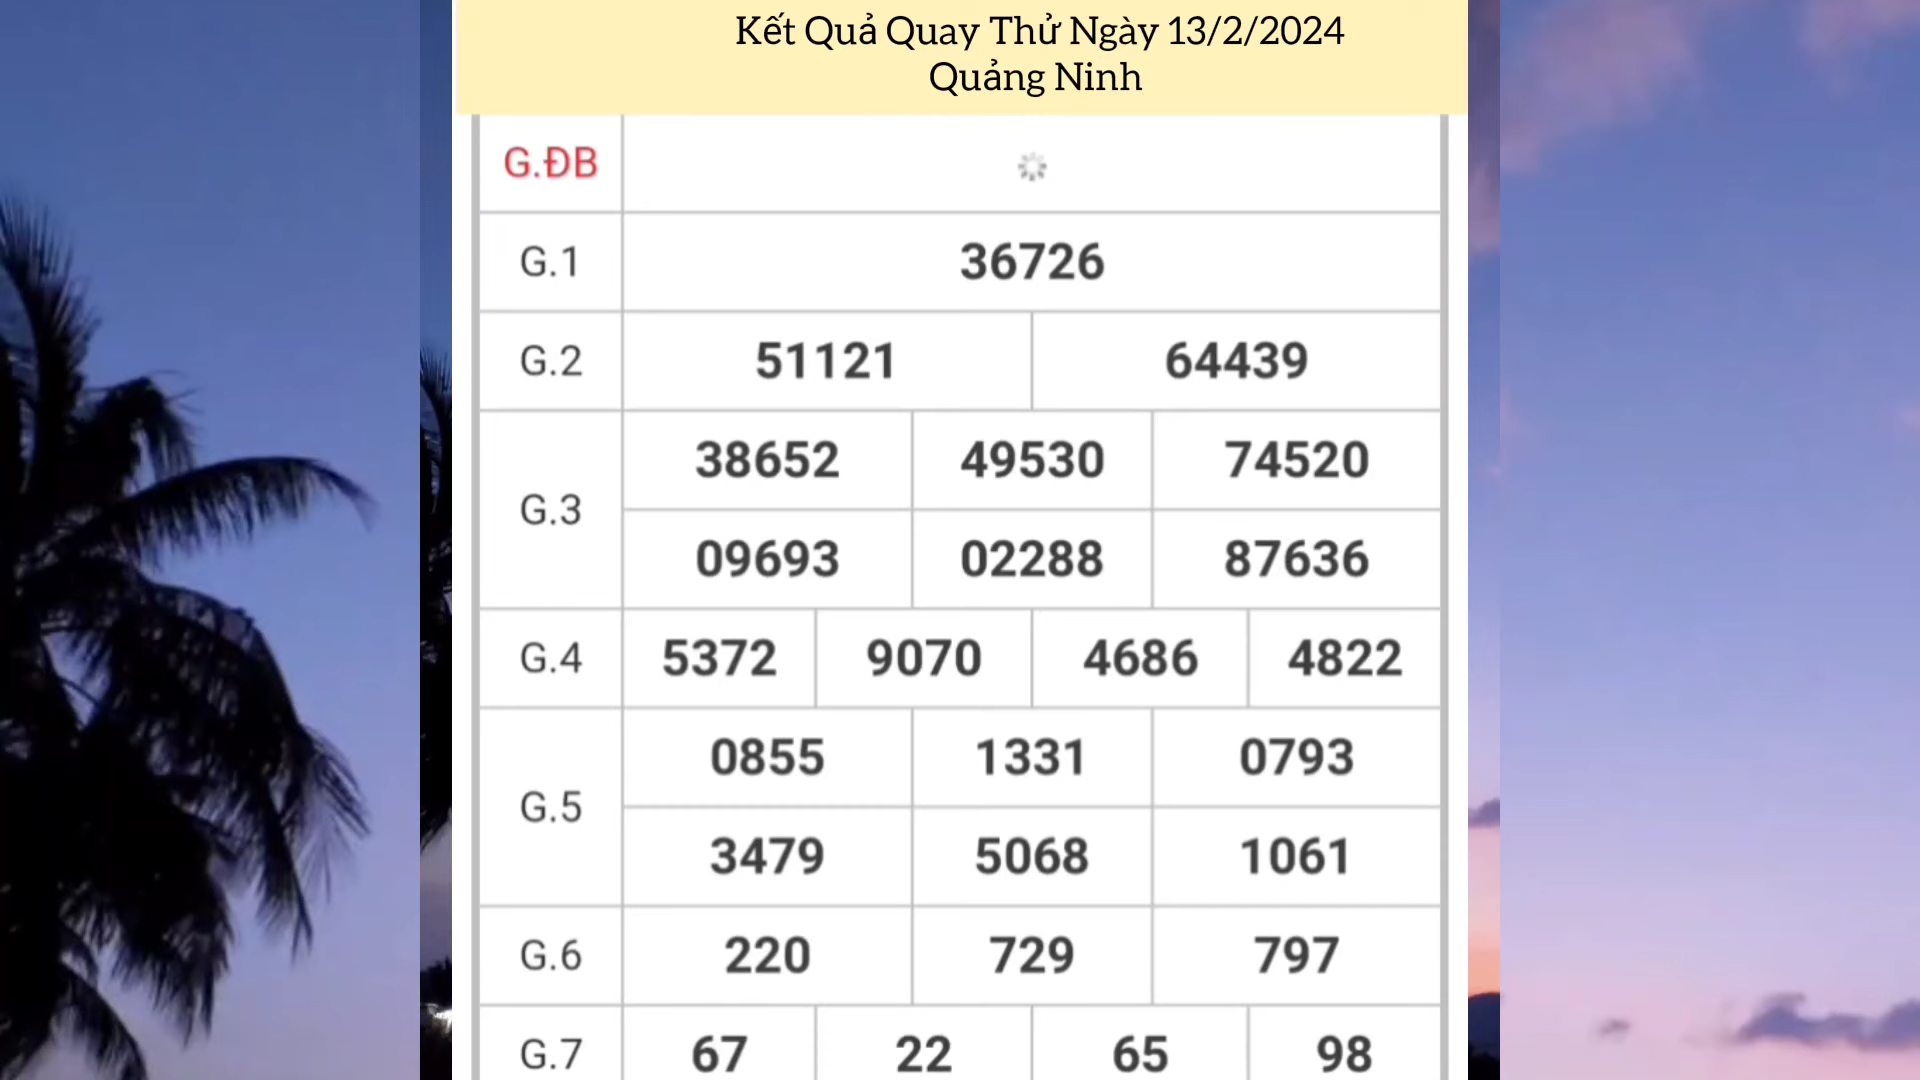 Kết Quả Quay Thử Ngày 13/2/2024
Quảng Ninh
G.ĐB
G.1 36726
G.2 51121 64439
G.3 38652 49530 74520
09693 02288 87636
G.4 5372 9070 4686 4822
G.5 0855 1331 0793
3479 5068 1061
G.6 220 729 797
G.7 67 22 65 98